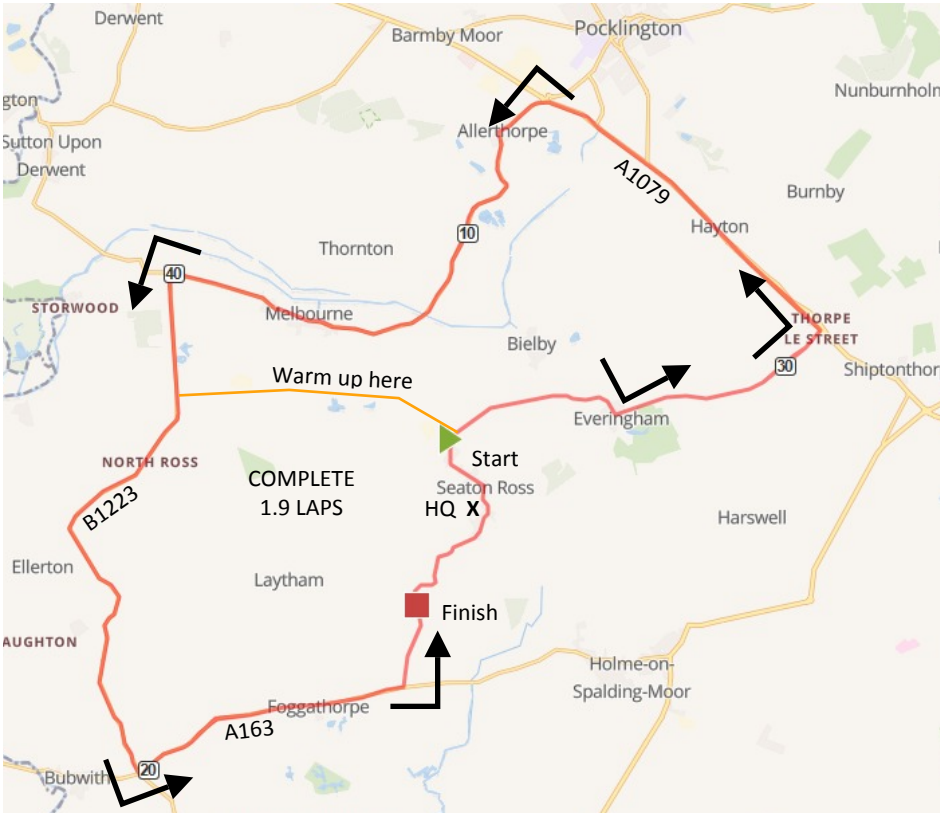 Derwent
Barmby Moor
Pocklington
Nunburnholm
gton
Sutton Upon
Derwent
Allerthorpe
A1079
Burnby
Hayton
10
Thornton
40
STORWOOD
Melbourne
THORPE
LE STREET
Bielby
30
Shiptonthor
Warm up here
Everingham
Start
NORTH ROSS
COMPLETE
1.9 LAPS
Seaton Ross
HQ X
B1223
Harswell
Ellerton
Laytham
Finish
AUGHTON
Holme-on-
Spalding-Moor
Foggathorpe
A163
20
Bubwith